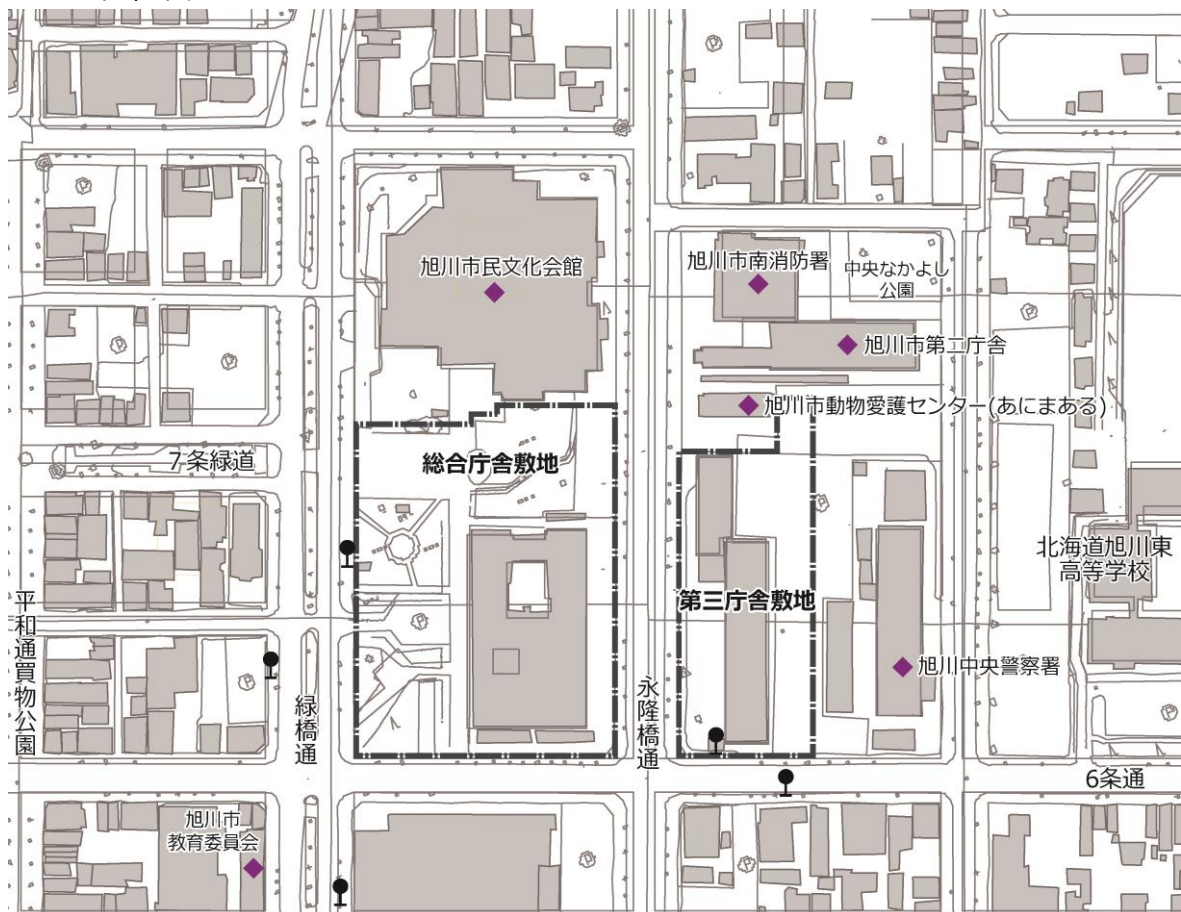 旭川市民文化会館
旭川市南消防署
中央なかよし
公園
旭川市第二庁舎
旭川市動物愛護センター(あにまある)
7条緑道
総合庁舎敷地
第三庁舎敷地
北海道旭川東
高等学校
旭川中央警察署
平和通買物公園
緑橋通
永隆橋通
6条通
旭川市
教育委員会